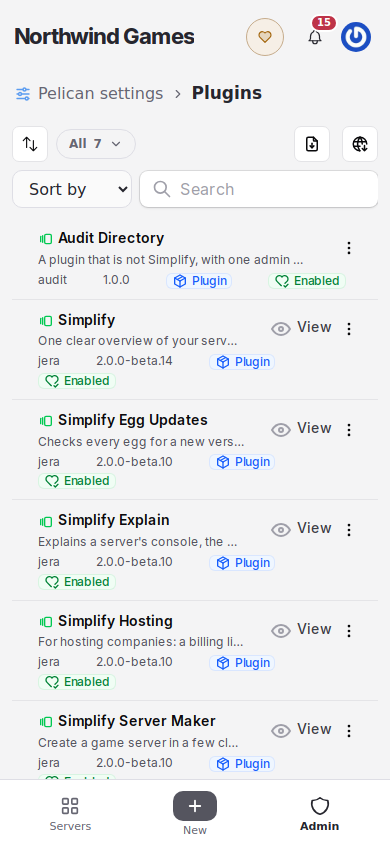 Northwind Games
15
Pelican settings > Plugins
All 7
Sort by
Search
Audit Directory
A plugin that is not Simplify, with one admin ...
audit 1.0.0 Plugin Enabled
Simplify
View
One clear overview of your serv...
jera 2.0.0-beta.14 Plugin
Enabled
Simplify Egg Updates
View
Checks every egg for a new vers...
jera 2.0.0-beta.10 Plugin
Enabled
Simplify Explain
View
Explains a server's console, the ...
jera 2.0.0-beta.10 Plugin
Enabled
Simplify Hosting
View
For hosting companies: a billing li...
jera 2.0.0-beta.10 Plugin
Enabled
Simplify Server Maker
View
Create a game server in a few cl...
jera 2.0.0-beta.10 Plugin
Servers
New
Admin